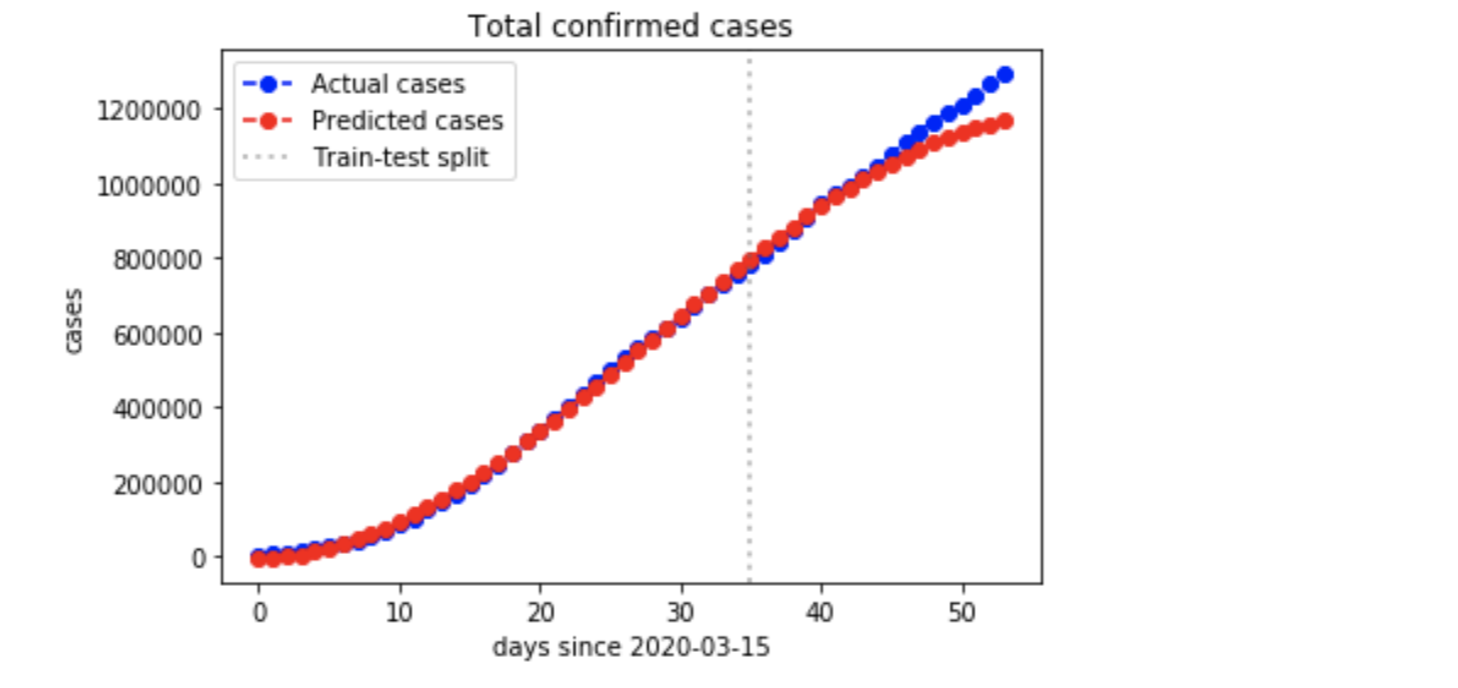 Total confirmed cases
Actual cases
Predicted cases
Train-test split
1200000
1000000
800000
600000
400000
200000
0
cases
0 10 20 30 40 50
days since 2020-03-15